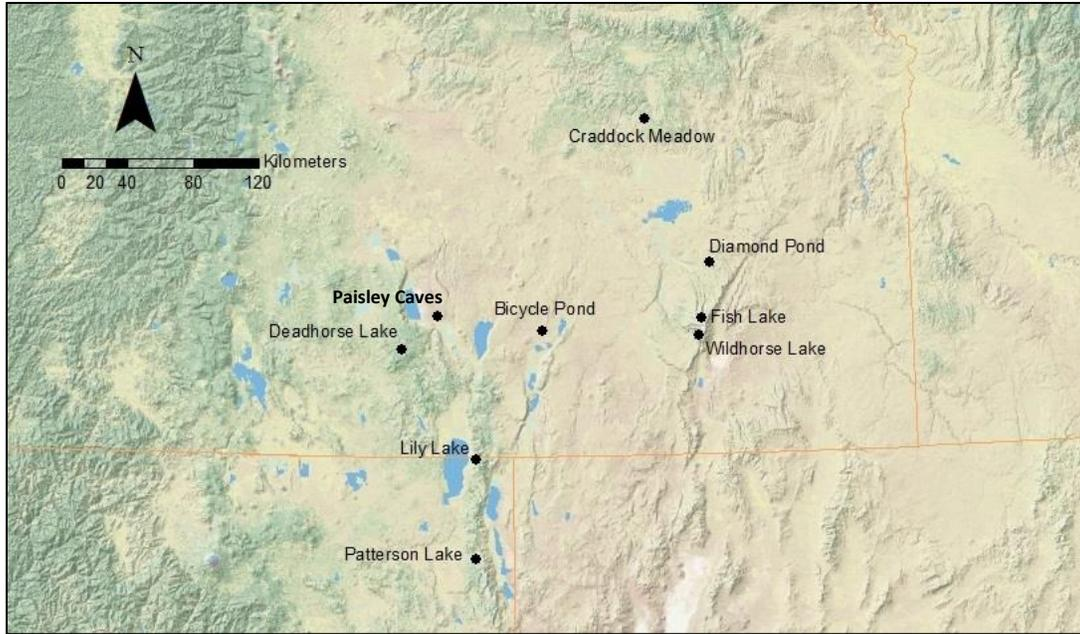 N
Craddock Meadow
Kilometers
0 20 40 80 120
Diamond Pond
Paisley Caves
Bicycle Pond
Fish Lake
Deadhorse Lake
Wildhorse Lake
Lily Lake
Patterson Lake